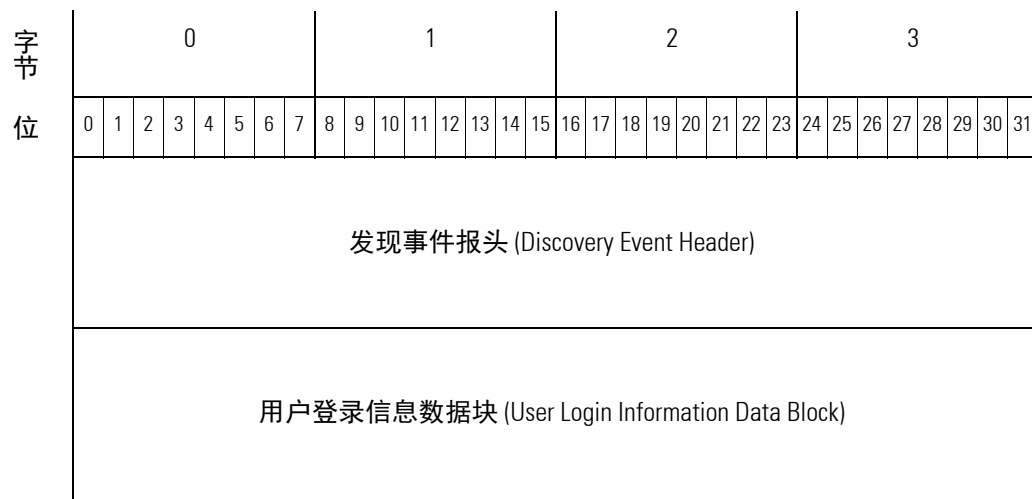 字节 0 1 2 3
位 0 1 2 3 4 5 6 7 8 9 10 11 12 13 14 15 16 17 18 19 20 21 22 23 24 25 26 27 28 29 30 31
发现事件报头 (Discovery Event Header)
用户登录信息数据块 (User Login Information Data Block)